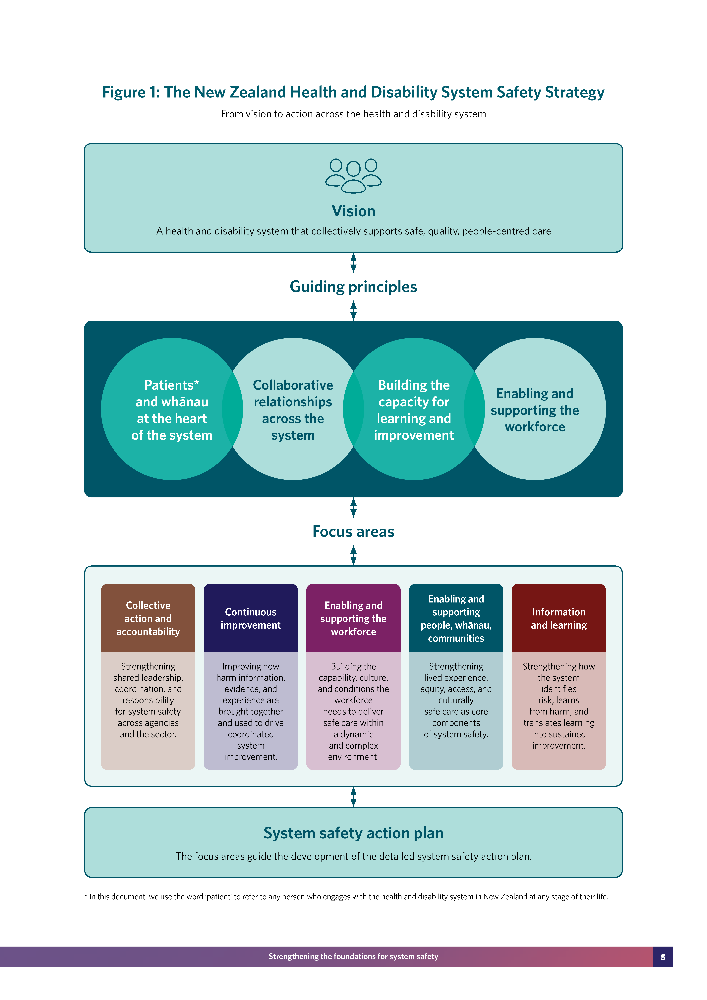 Figure 1: The New Zealand Health and Disability System Safety Strategy
From vision to action across the health and disability system
Vision
A health and disability system that collectively supports safe, quality, people-centred care
Guiding principles
Patients*
and whānau
at the heart
of the system
Collaborative
relationships
across the
system
Building the
capacity for
learning and
improvement
Enabling and
supporting the
workforce
Focus areas
Collective
action and
accountability
Strengthening
shared leadership,
coordination, and
responsibility
for system safety
across agencies
and the sector.
Continuous
improvement
Improving how
harm information,
evidence, and
experience are
brought together
and used to drive
coordinated
system
improvement.
Enabling and
supporting the
workforce
Building the
capability, culture,
and conditions the
workforce
needs to deliver
safe care within
a dynamic
and complex
environment.
Enabling and
supporting
people, whānau,
communities
Strengthening
lived experience,
equity, access, and
culturally
safe care as core
components
of system safety.
Information
and learning
Strengthening how
the system
identifies
risk, learns
from harm, and
translates learning
into sustained
improvement.
System safety action plan
The focus areas guide the development of the detailed system safety action plan.
* In this document, we use the word ‘patient’ to refer to any person who engages with the health and disability system in New Zealand at any stage of their life.
Strengthening the foundations for system safety
5